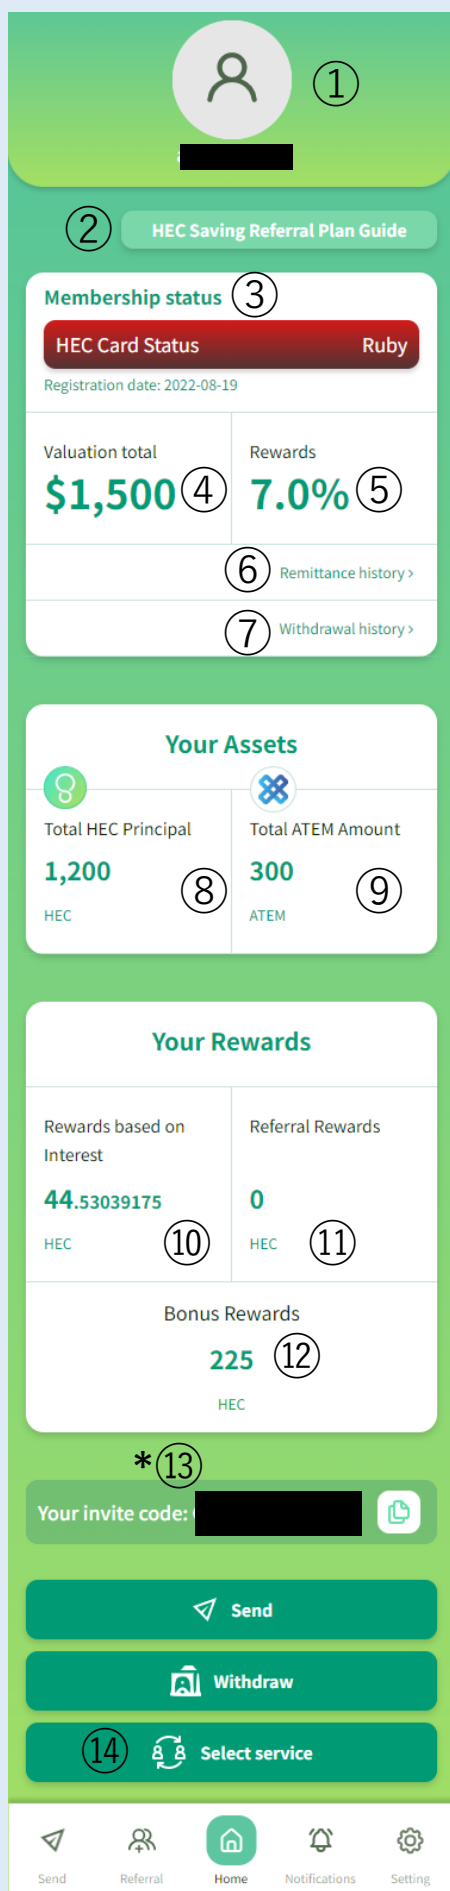 ①
②
HEC Saving Referral Plan Guide
Membership status ③
HEC Card Status Ruby
Registration date: 2022-08-19
Valuation total
$1,500 ④
Rewards
7.0% ⑤
⑥ Remittance history >
⑦ Withdrawal history >
Your Assets
Total HEC Principal
1,200
⑧
HEC
Total ATEM Amount
300
⑨
ATEM
Your Rewards
Rewards based on
Interest
44.53039175
HEC ⑩
Referral Rewards
0
HEC ⑪
Bonus Rewards
225 ⑫
HEC
*⑬
Your invite code:
Send
Withdraw
⑭ Select service
Send Referral Home Notifications Setting